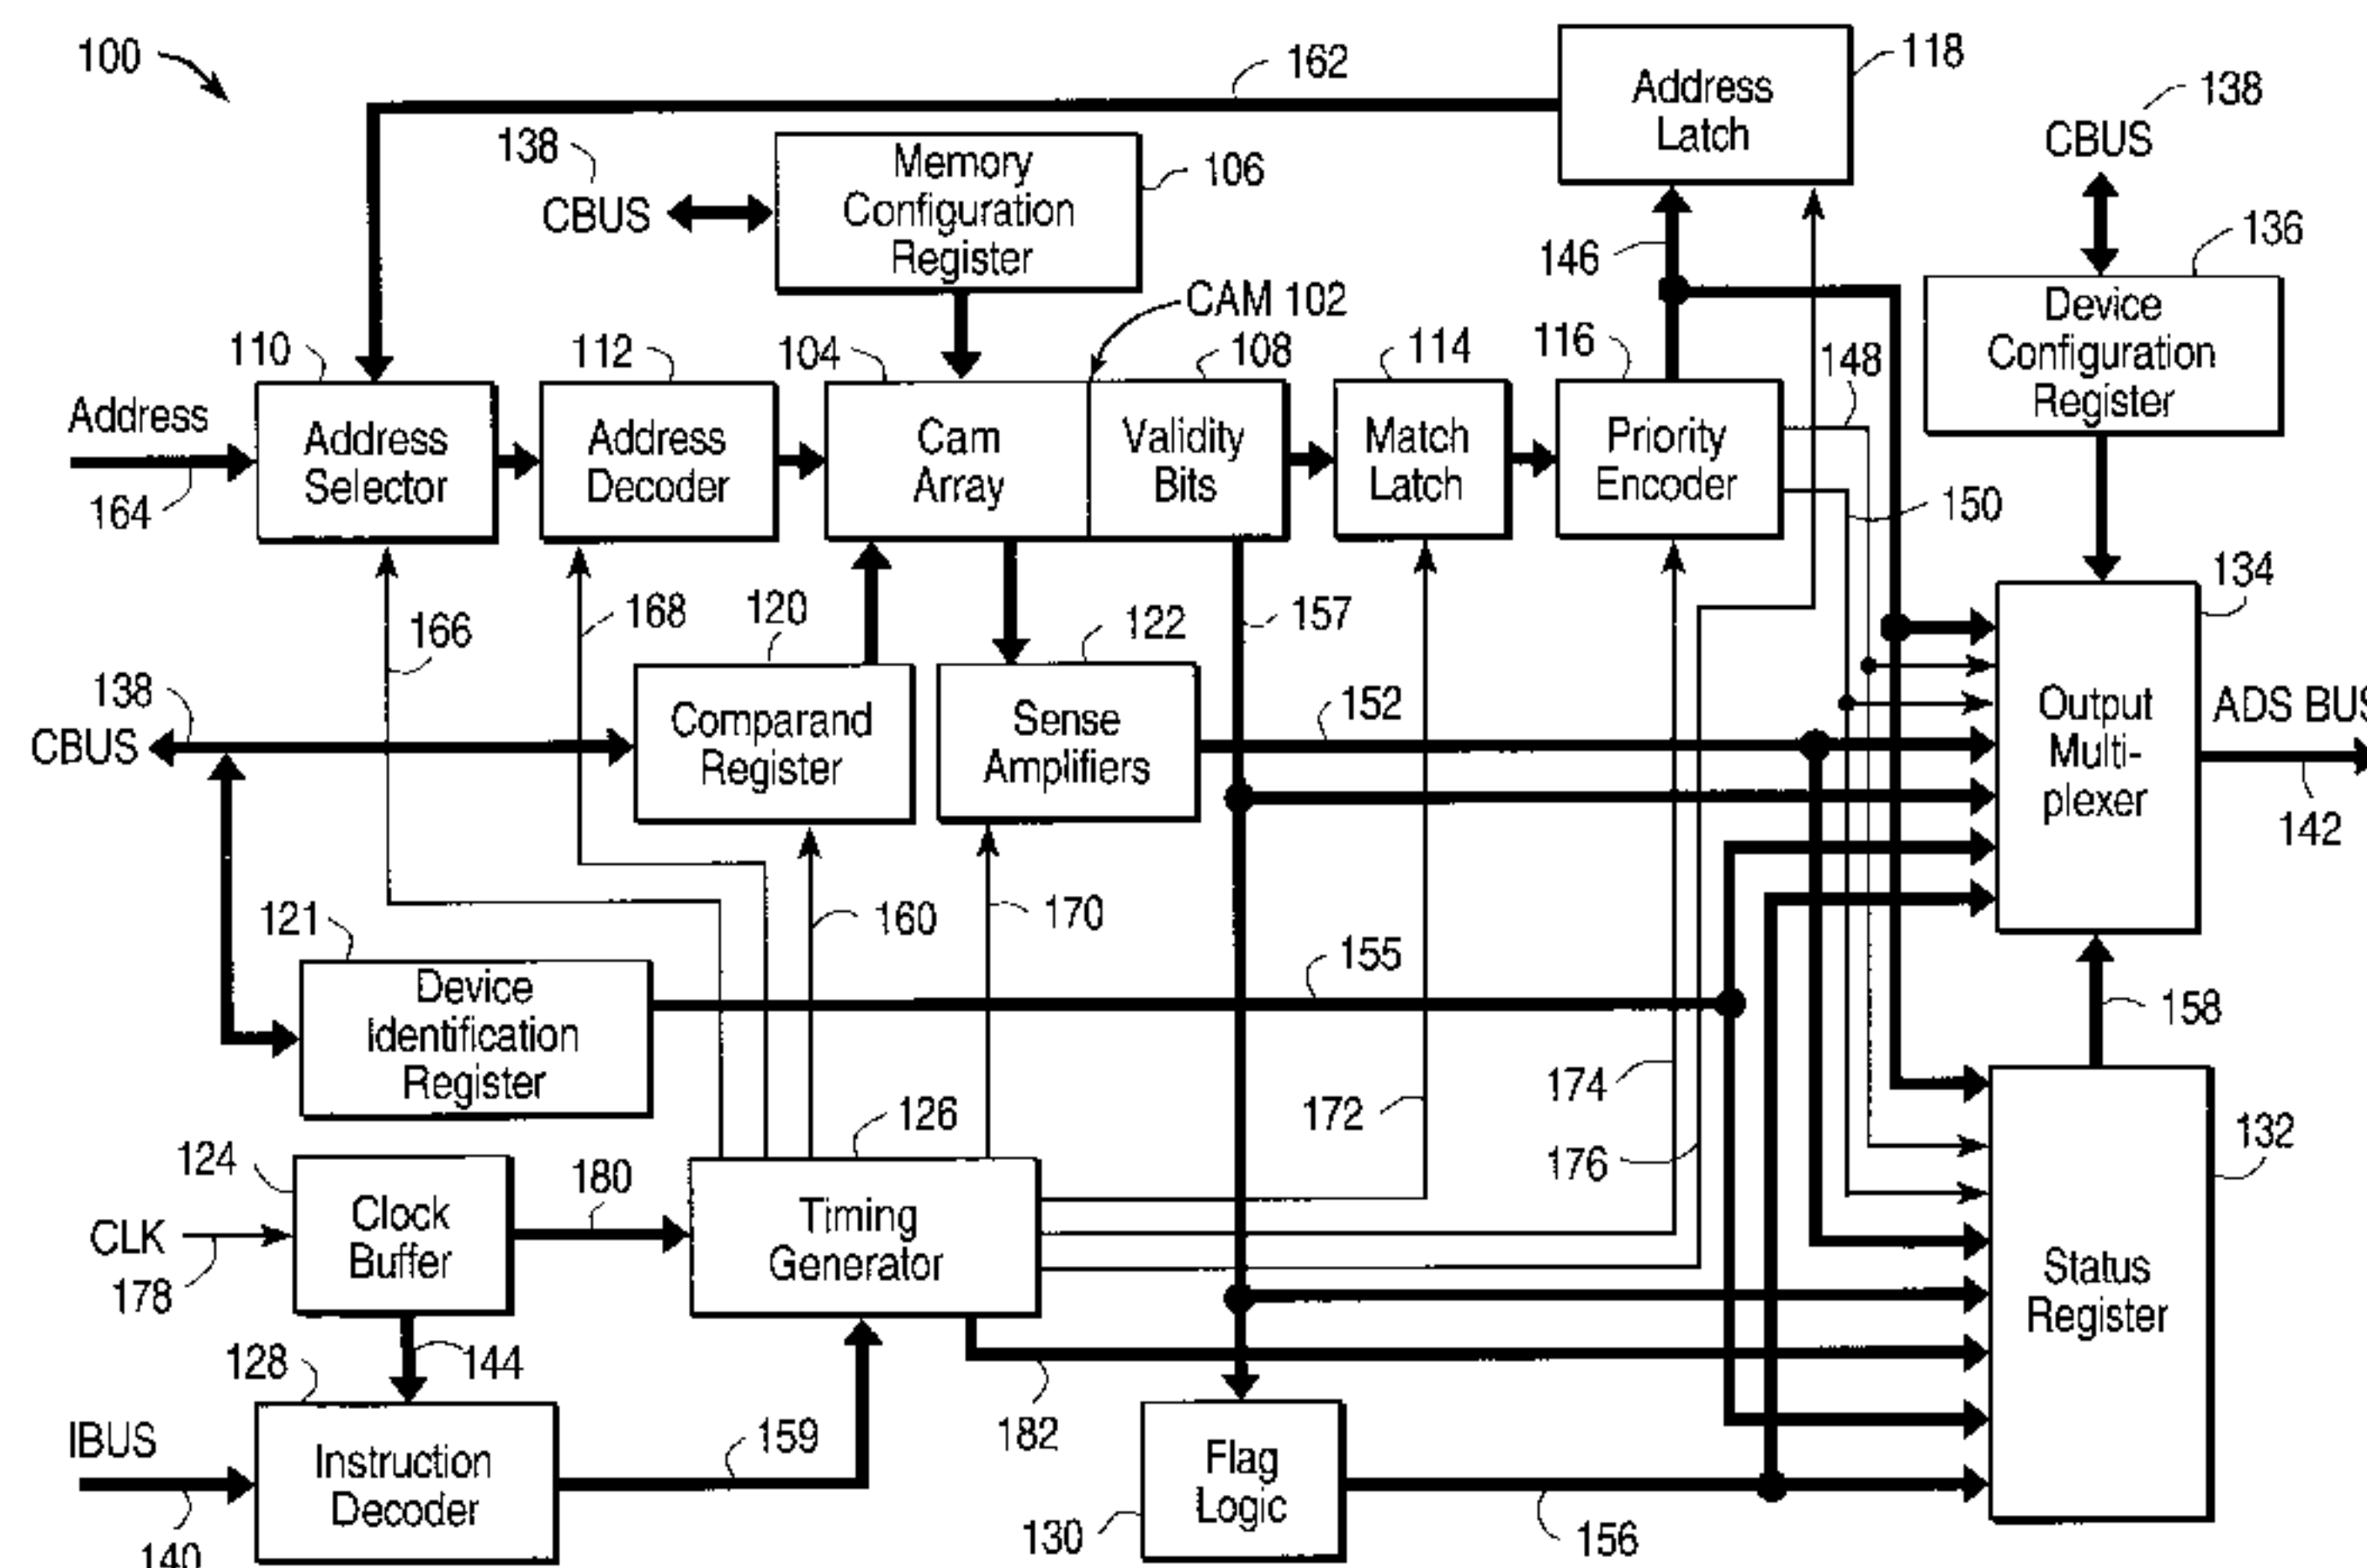 100
162
118
Address
Latch
138
CBUS
138
CBUS
Memory
Configuration
Register
106
146
136
Device
Configuration
Register
CAM 102
110
112
104
108
114
116
148
Address
164
Address
Selector
Address
Decoder
Cam
Array
Validity
Bits
Match
Latch
Priority
Encoder
150
134
166
168
120
122
157
138
CBUS
Comparand
Register
Sense
Amplifiers
152
Output
Multi-
plexer
ADS BUS
142
121
160
170
155
Device
Identification
Register
158
126
172
174
176
132
124
180
CLK
178
Clock
Buffer
Timing
Generator
Status
Register
128
144
IBUS
140
Instruction
Decoder
159
182
Flag
Logic
130
156